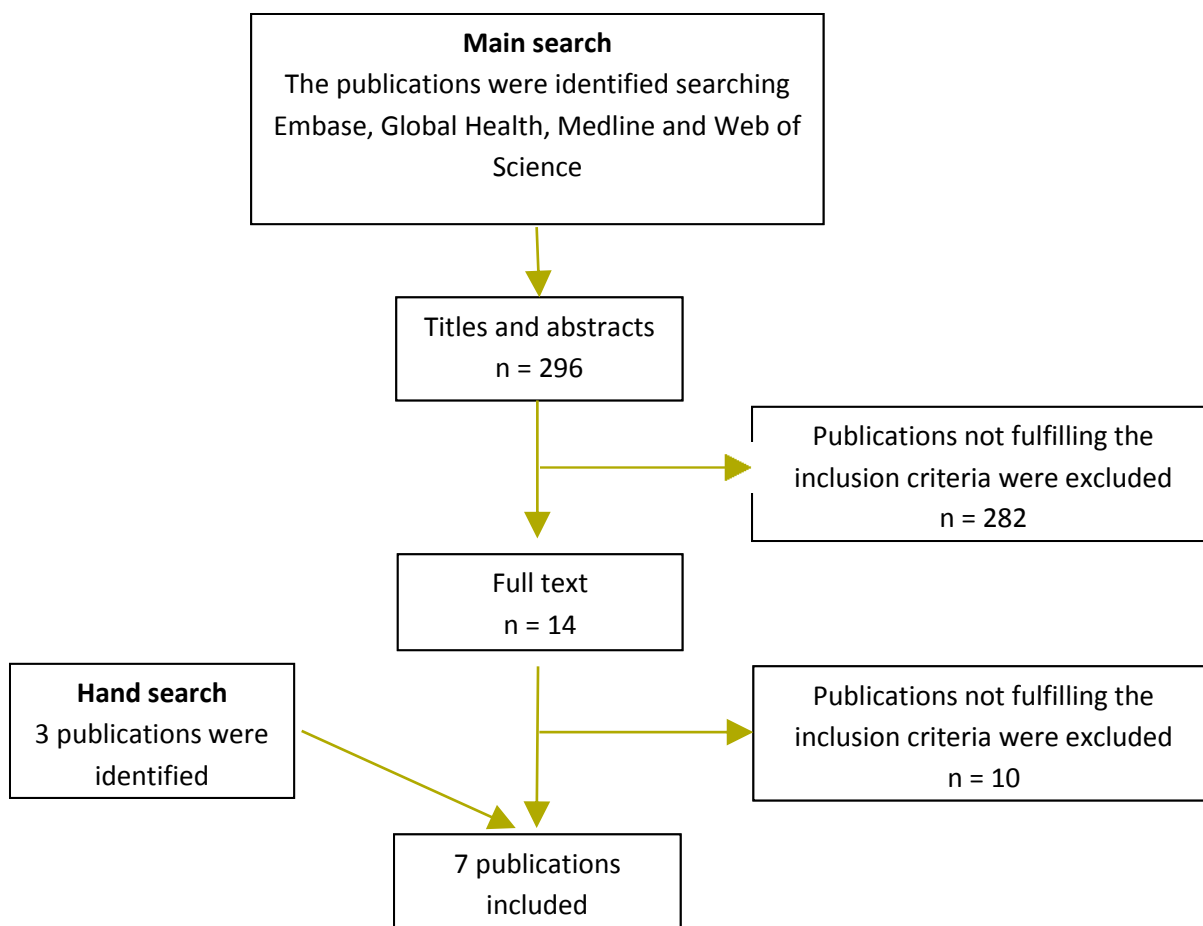 Main search
The publications were identified searching
Embase, Global Health, Medline and Web of
Science
Titles and abstracts
n = 296
Publications not fulfilling the
inclusion criteria were excluded
n = 282
Full text
n = 14
Hand search
3 publications were
identified
Publications not fulfilling the
inclusion criteria were excluded
n = 10
7 publications
included